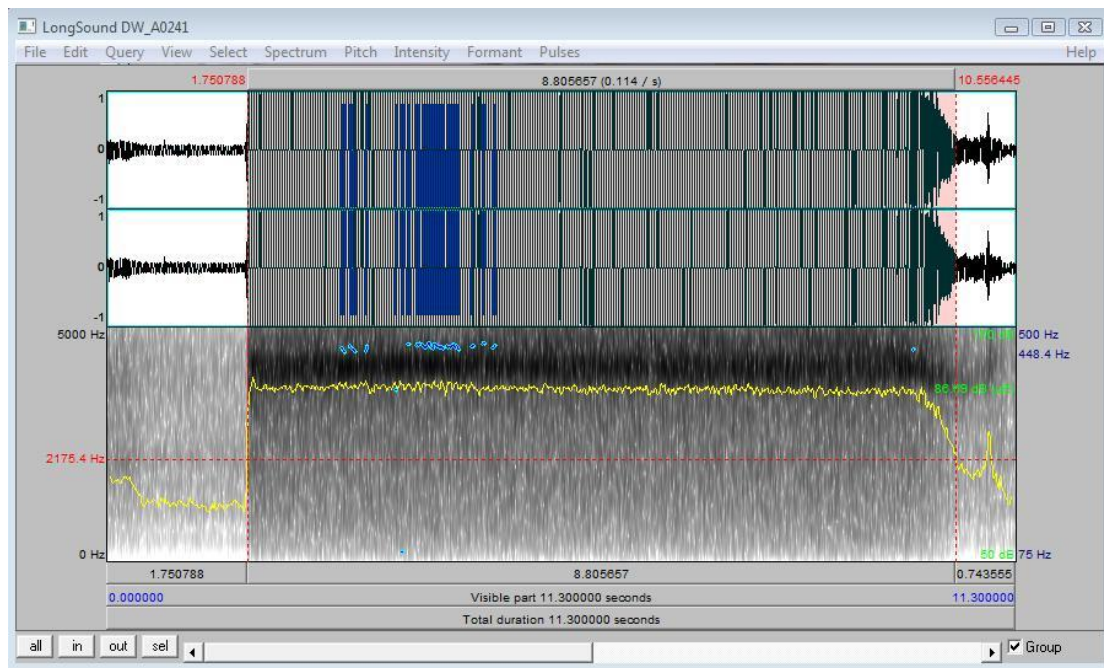 LongSound DW_A0241
File Edit Query View Select Spectrum Pitch Intensity Formant Pulses Help
1.750788 8.805657 (0.114 / s) 10.556445
1
0
-1
1
0
-1
5000 Hz 500 Hz
448.4 Hz
2175.4 Hz
0 Hz 50 dB 75 Hz
1.750788 8.805657 0.743555
0.000000 Visible part 11.300000 seconds 11.300000
Total duration 11.300000 seconds
all in out sel Group